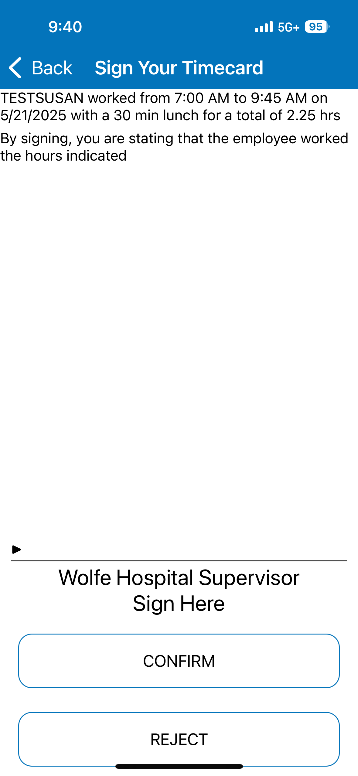 9:40
5G+ 95
Back Sign Your Timecard
TESTSUSAN worked from 7:00 AM to 9:45 AM on
5/21/2025 with a 30 min lunch for a total of 2.25 hrs
By signing, you are stating that the employee worked
the hours indicated
Wolfe Hospital Supervisor
Sign Here
CONFIRM
REJECT